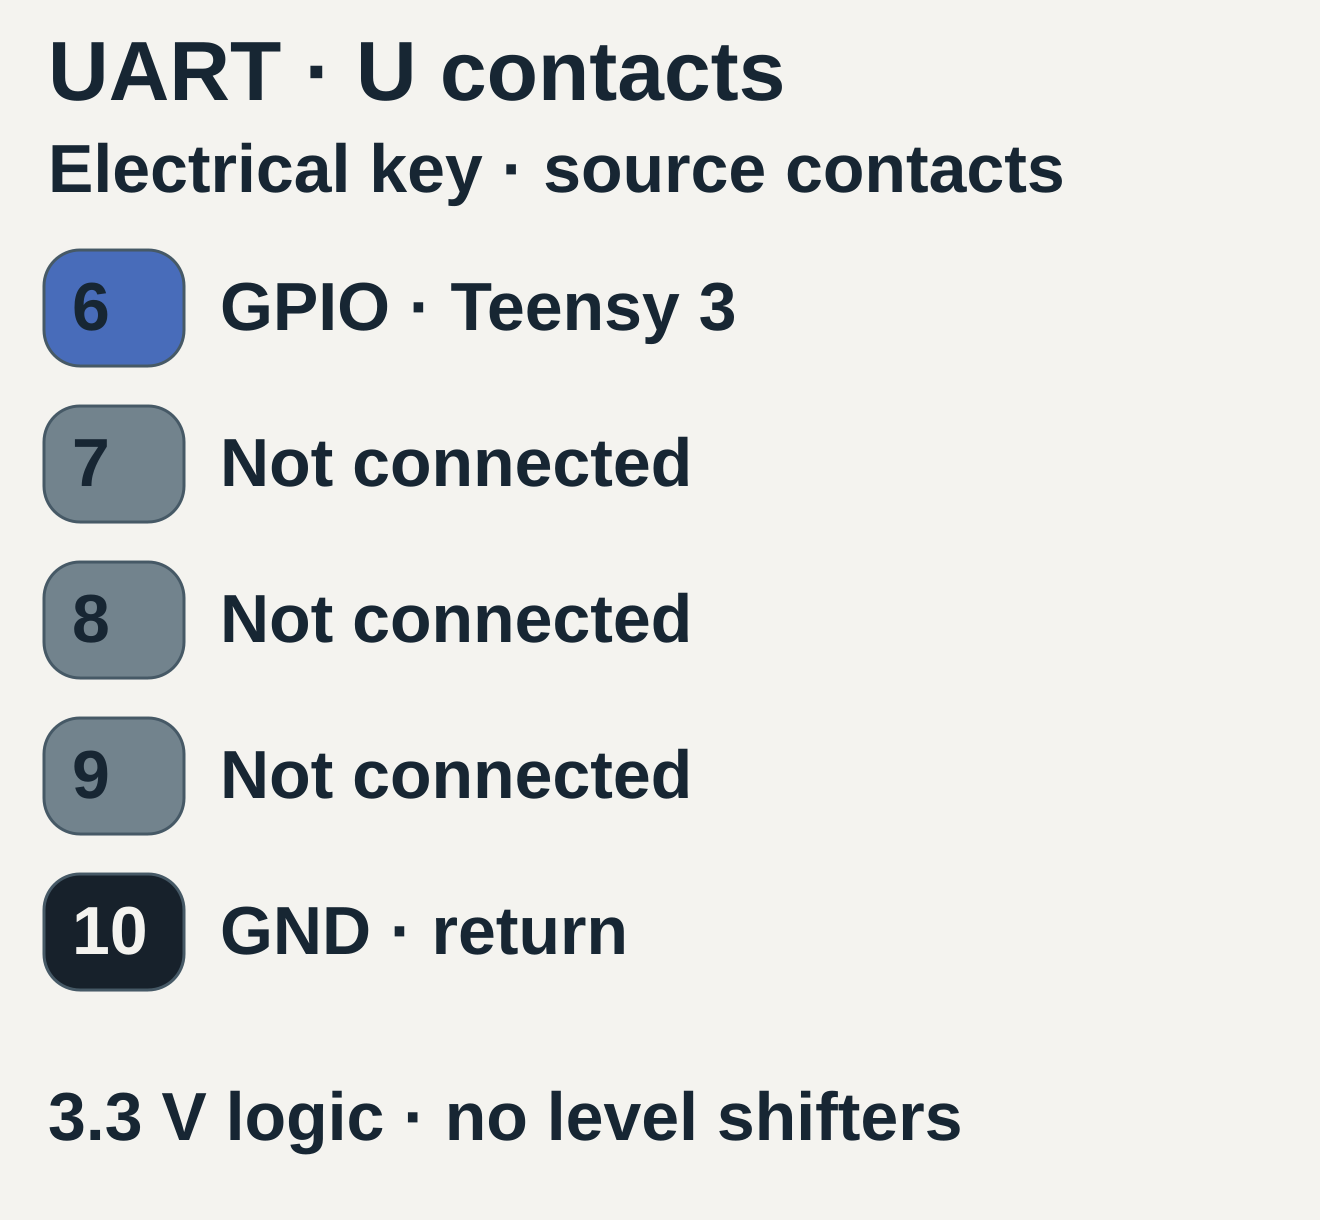 UART · U contacts
Electrical key · source contacts
6 GPIO · Teensy 3
7 Not connected
8 Not connected
9 Not connected
10 GND · return
3.3 V logic · no level shifters